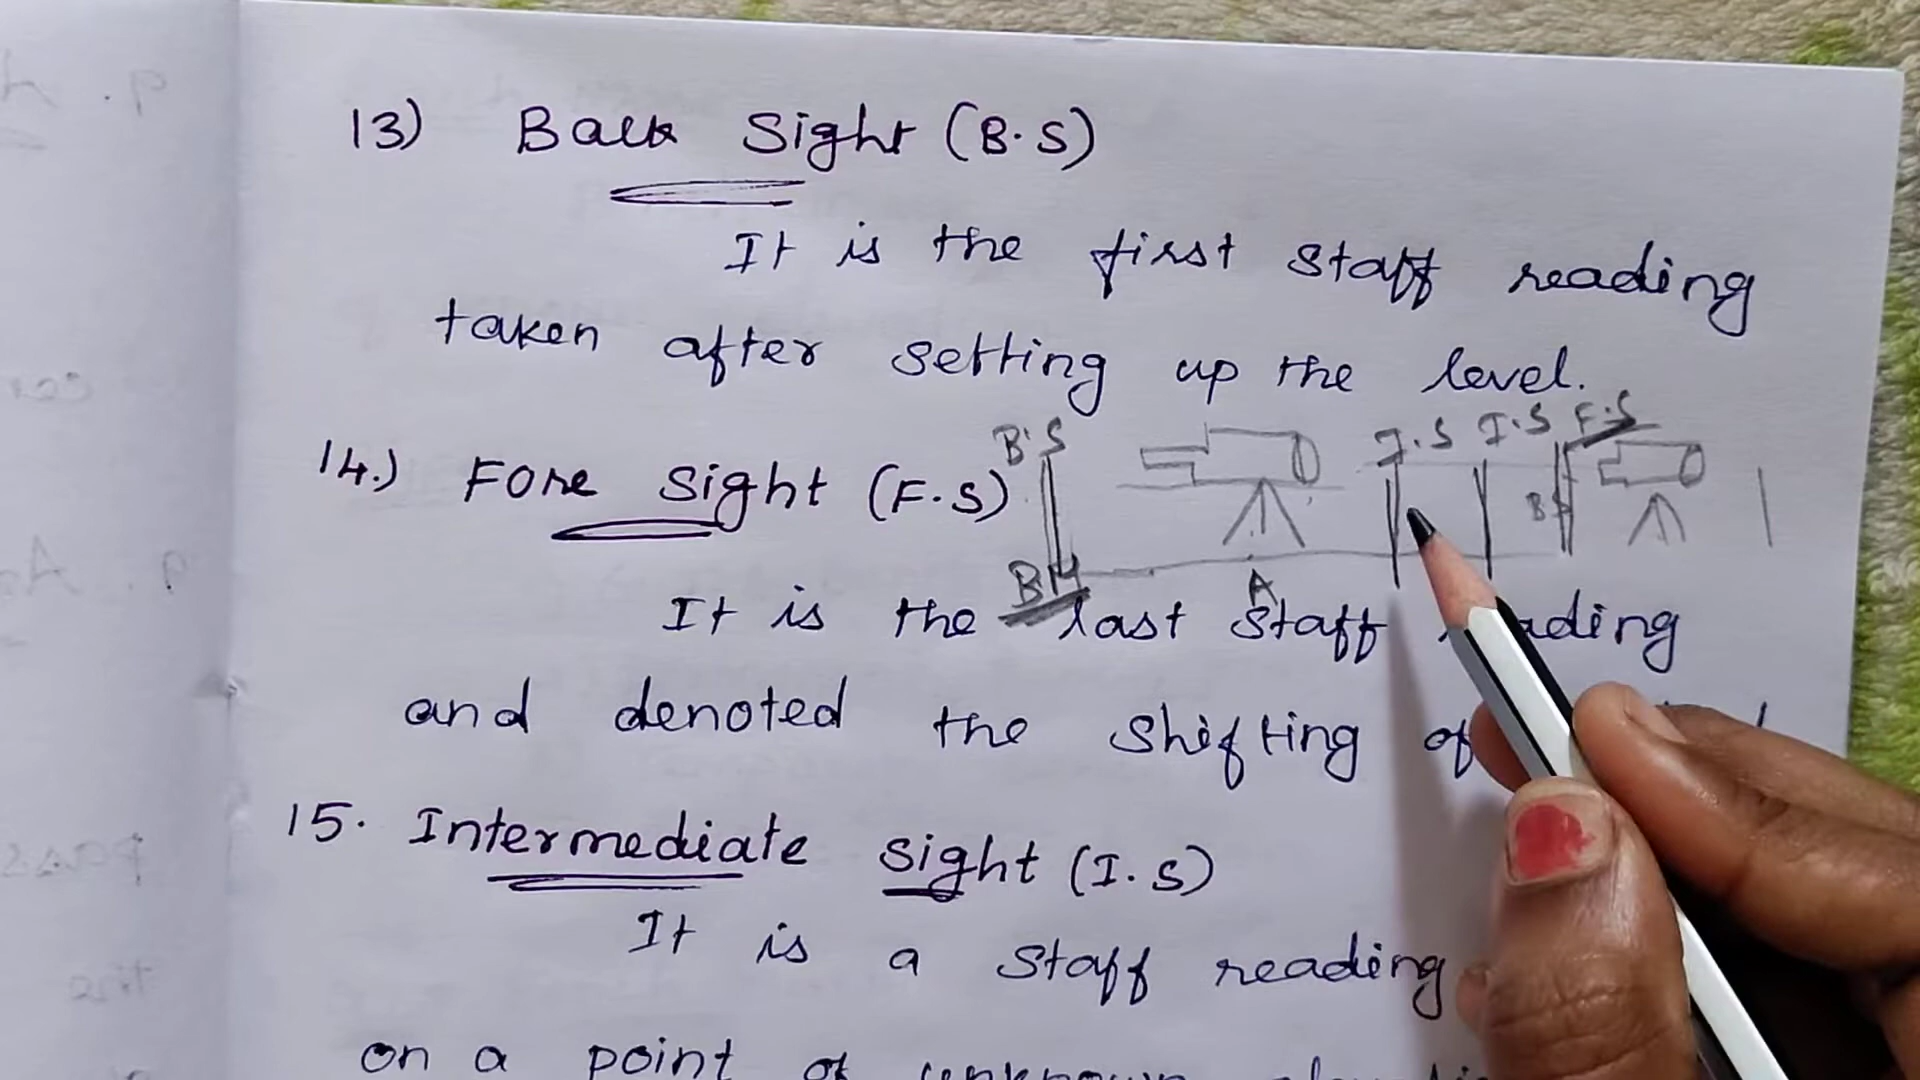 13) Back Sight (B.S)
It is the first staff reading
taken after setting up the level.
B.S I.S I.S F.S
14.) Fore Sight (F.S)
B
BM A
It is the last staff reading
and denoted the shifting of
15. Intermediate Sight (I.S)
It is a staff reading
on a point of unknown